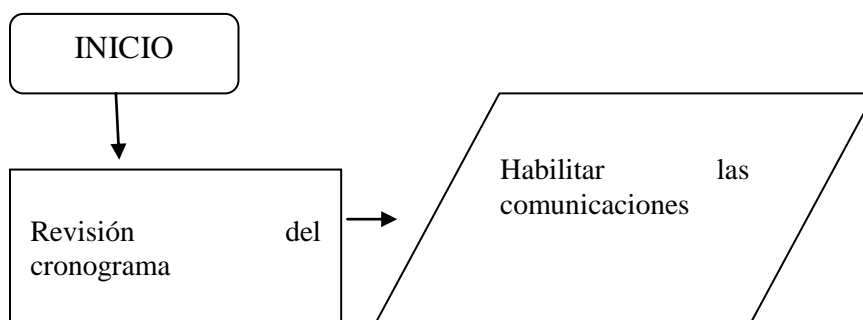 INICIO
Revisión del
cronograma
Habilitar las
comunicaciones